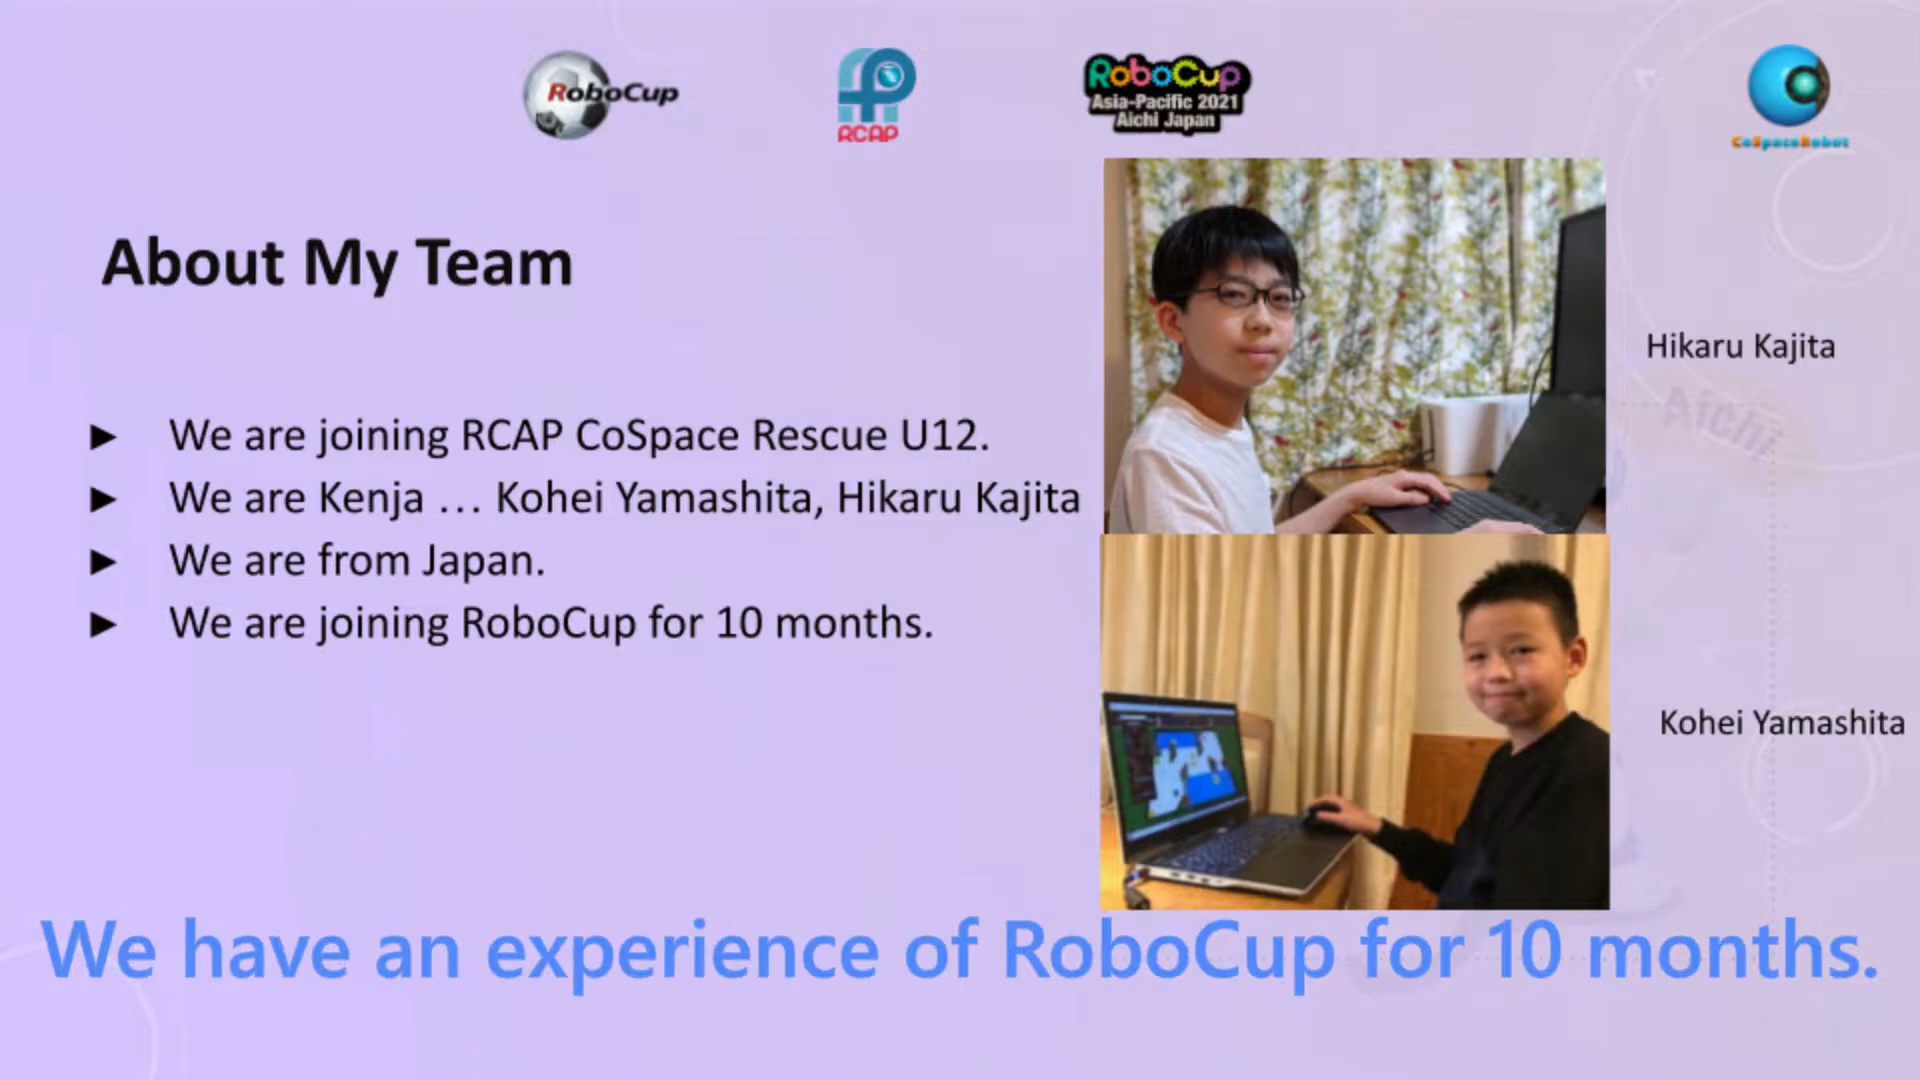 RoboCup
RCAP
RoboCup
Asia-Pacific 2021
Aichi Japan
CoSpaceRobot
About My Team
Hikaru Kajita
Aichi
► We are joining RCAP CoSpace Rescue U12.
► We are Kenja … Kohei Yamashita, Hikaru Kajita
► We are from Japan.
► We are joining RoboCup for 10 months.
Kohei Yamashita
We have an experience of RoboCup for 10 months.